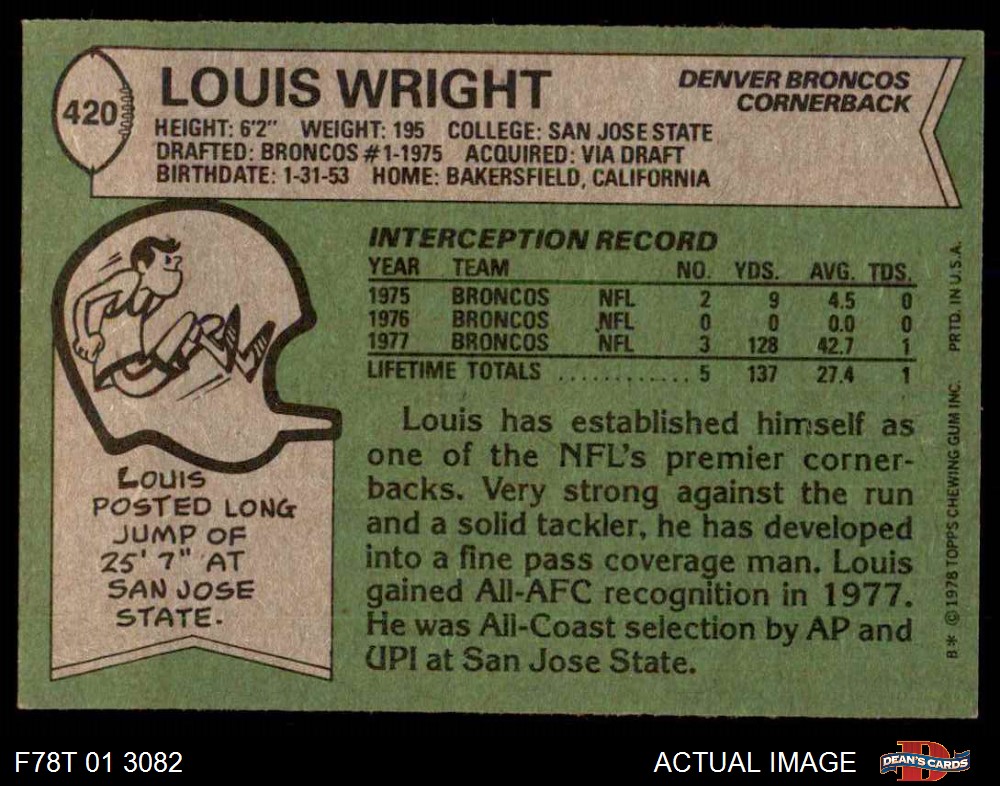 420
LOUIS WRIGHT
DENVER BRONCOS
CORNERBACK
HEIGHT: 6'2" WEIGHT: 195 COLLEGE: SAN JOSE STATE
DRAFTED: BRONCOS #1-1975 ACQUIRED: VIA DRAFT
BIRTHDATE: 1-31-53 HOME: BAKERSFIELD, CALIFORNIA
INTERCEPTION RECORD
YEAR TEAM NO. YDS. AVG. TDS.
1975 BRONCOS NFL 2 9 4.5 0
1976 BRONCOS NFL 0 0 0.0 0
1977 BRONCOS NFL 3 128 42.7 1
LIFETIME TOTALS ............ 5 137 27.4 1
Louis has established himself as
one of the NFL's premier corner-
backs. Very strong against the run
and a solid tackler, he has developed
into a fine pass coverage man. Louis
gained All-AFC recognition in 1977.
He was All-Coast selection by AP and
UPI at San Jose State.
LOUIS
POSTED LONG
JUMP OF
25' 7" AT
SAN JOSE
STATE.
B* ©1978 TOPPS CHEWING GUM INC. PRTD. IN U.S.A.
F78T 01 3082
ACTUAL IMAGE
D
DEAN'S CARDS